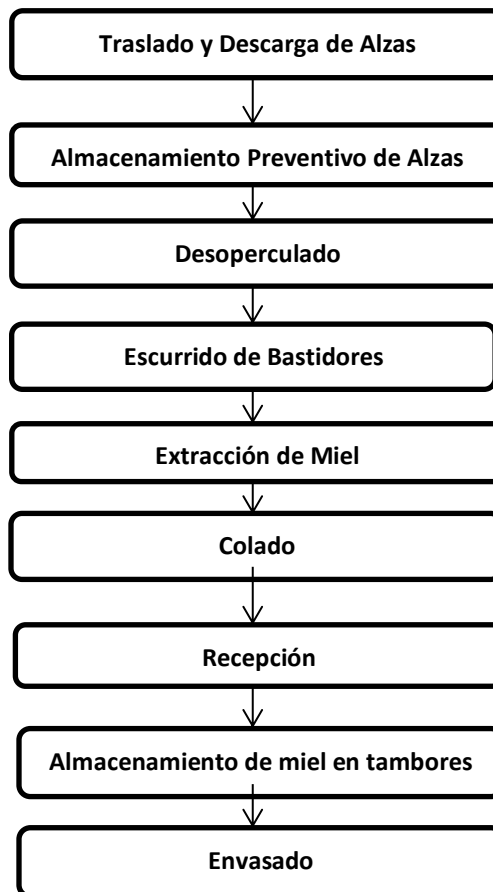 Traslado y Descarga de Alzas
Almacenamiento Preventivo de Alzas
Desoperculado
Escurrido de Bastidores
Extracción de Miel
Colado
Recepción
Almacenamiento de miel en tambores
Envasado